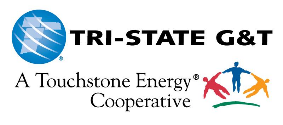 TRI-STATE G&T
®
A Touchstone Energy®
Cooperative